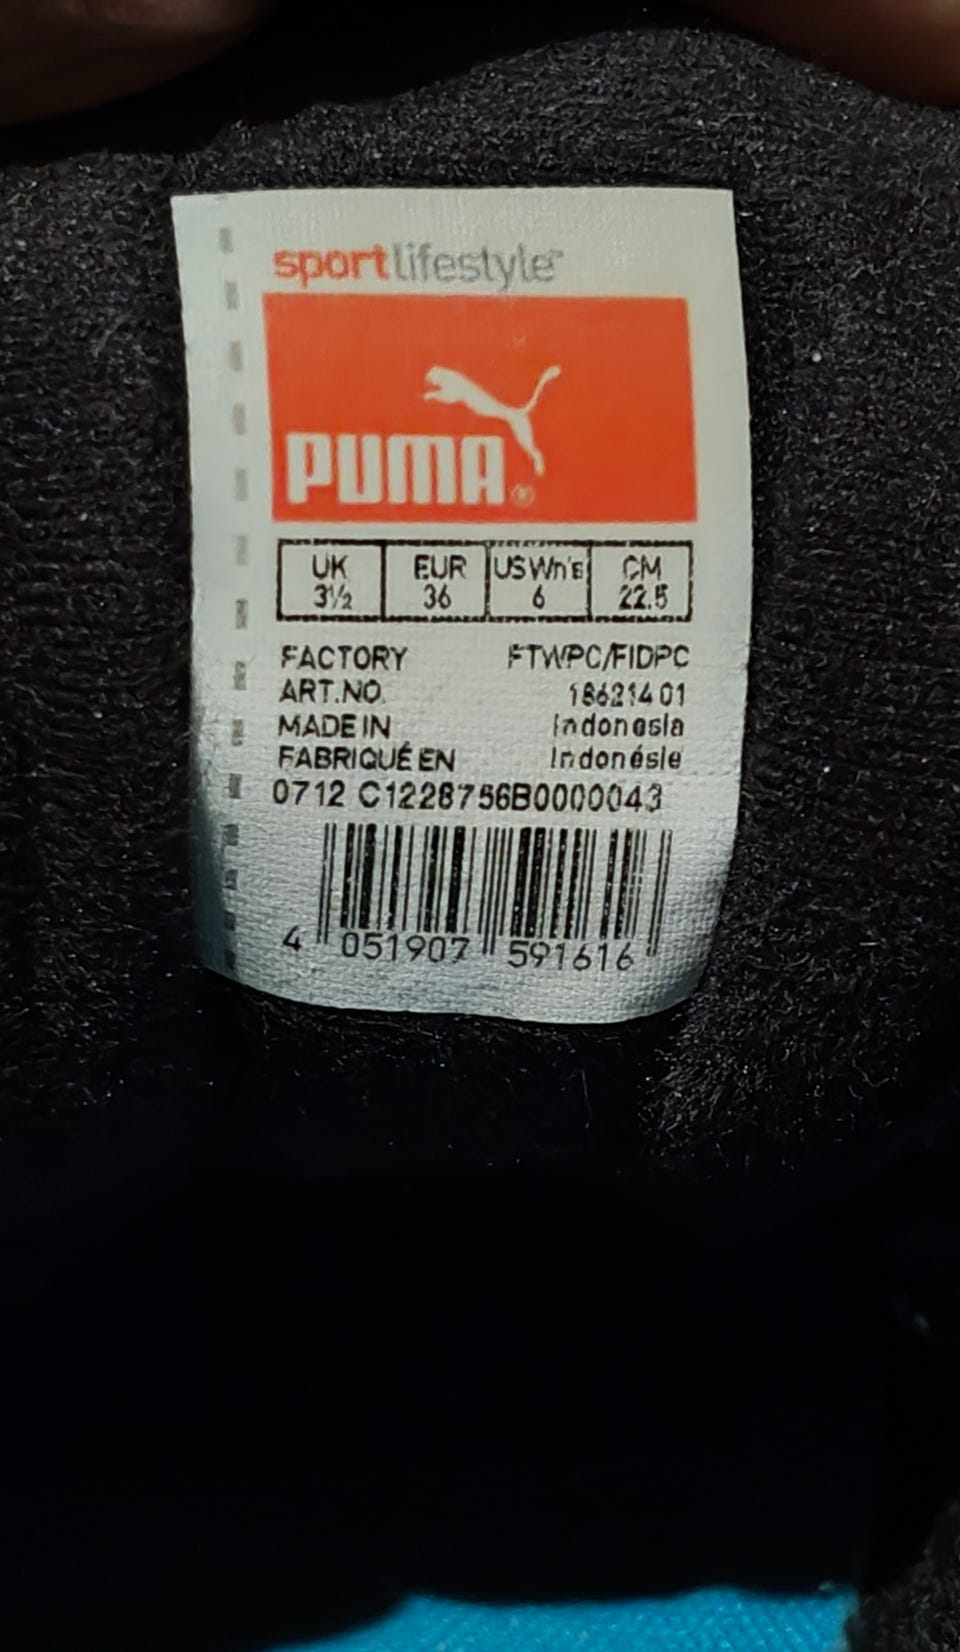 sportlifestyle™
PUMA®
UK EUR US Wn's CM
3½ 36 6 22.5
FACTORY FTWPC/FIDPC
ART.NO. 186214 01
MADE IN Indonesia
FABRIQUÉ EN Indonésie
0712 C1228756B0000043
4 051907 591616